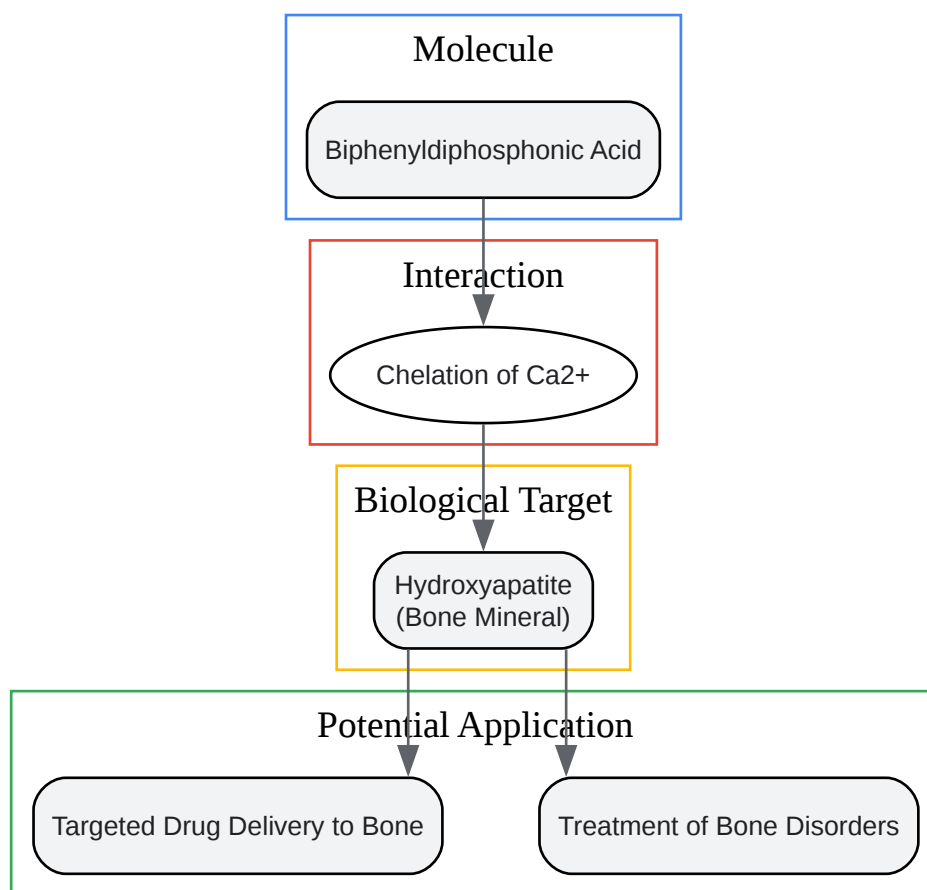 Molecule
Biphenyldiphosphonic Acid
Interaction
Chelation of Ca2+
Biological Target
Hydroxyapatite
(Bone Mineral)
Potential Application
Targeted Drug Delivery to Bone
Treatment of Bone Disorders